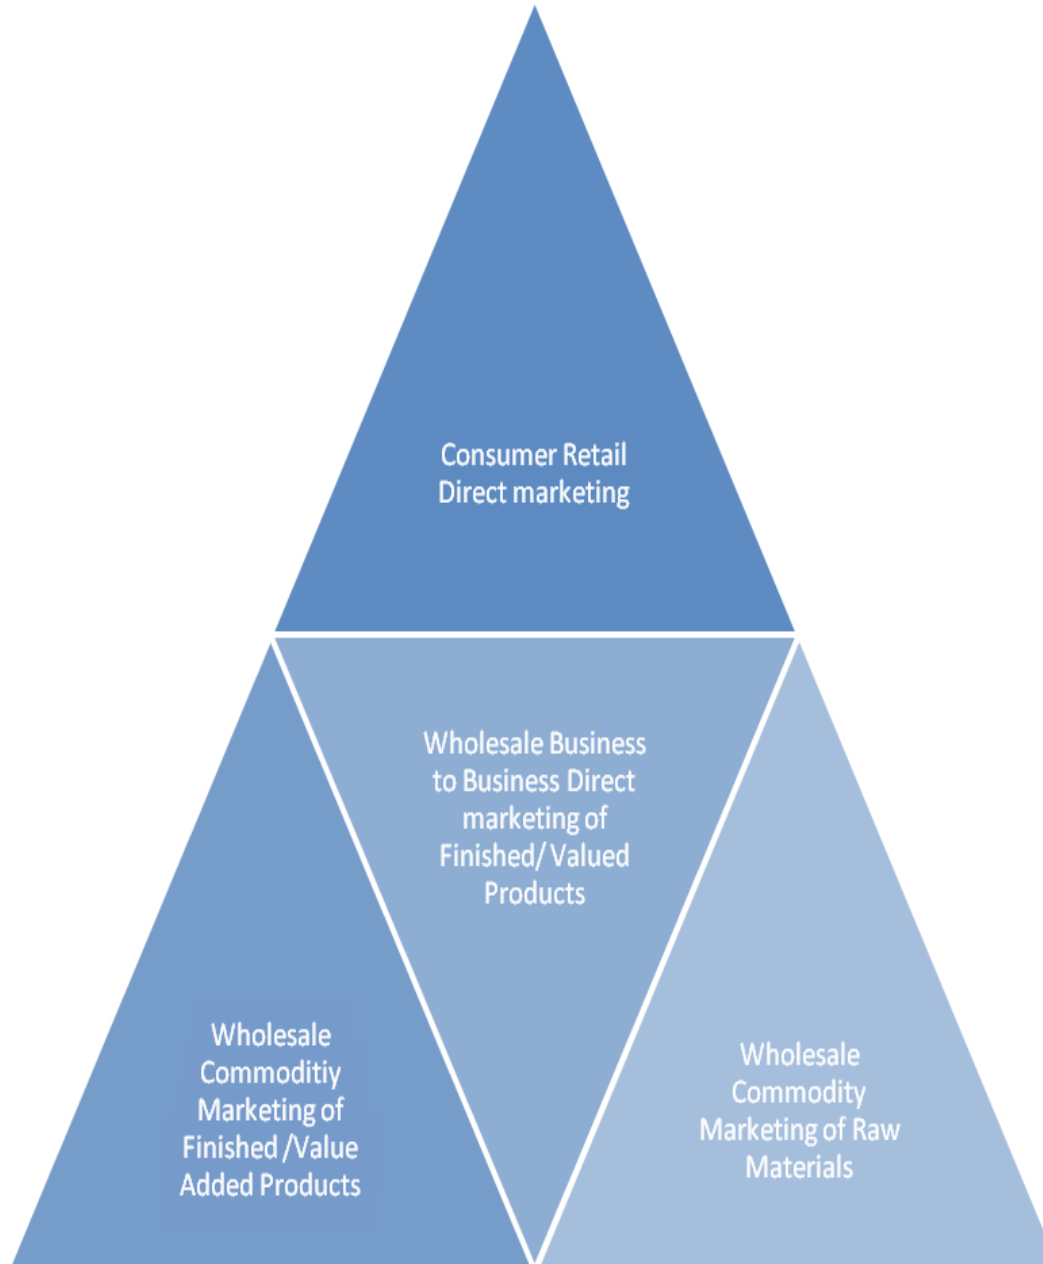 Consumer Retail
Direct marketing
Wholesale Business
to Business Direct
marketing of
Finished/ Valued
Products
Wholesale
Commoditiy
Marketing of
Finished /Value
Added Products
Wholesale
Commodity
Marketing of Raw
Materials